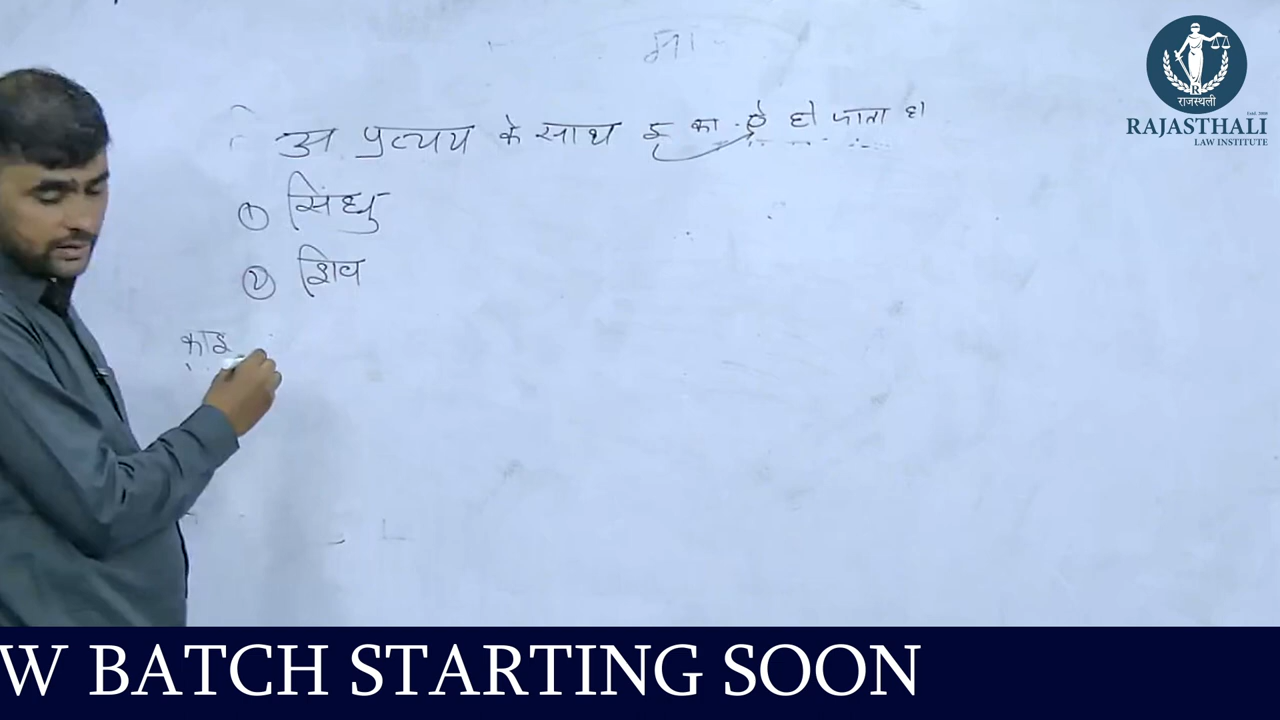 अ प्रत्यय के साथ इ का ऐ हो जाता है।
① सिंधु
② शिव
राजस्थली
RAJASTHALI
LAW INSTITUTE
W BATCH STARTING SOON